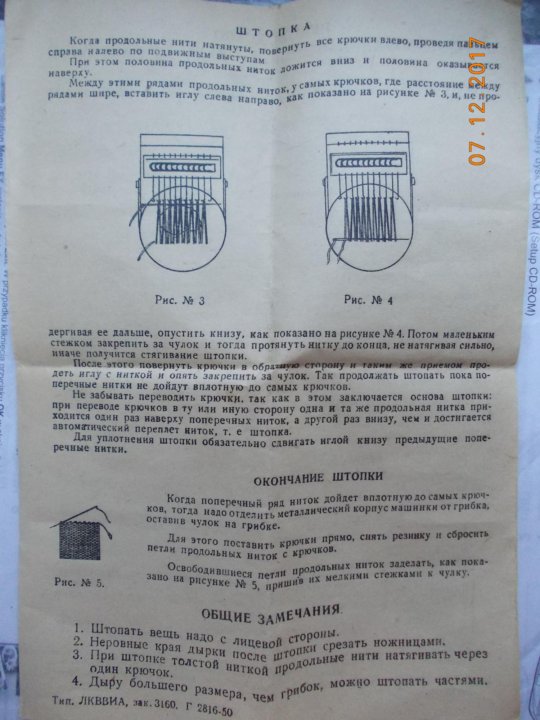 ШТОПКА
Когда продольные нити натянуты, повернуть все крючки влево, проведя пальцем
справа налево по подвижным выступам
При этом половина продольных ниток ложится вниз и половина оказывается
наверху.
Между этими рядами продольных ниток, у самых крючков, где расстояние между
рядами шире, вставить иглу слева направо, как показано на рисунке № 3, и, не про-
07.12.2017
Рис. № 3
Рис. № 4
дергивая ее дальше, опустить книзу, как показано на рисунке № 4. Потом маленьким
стежком закрепить за чулок и тогда протянуть нитку до конца, не натягивая сильно,
иначе получится стягивание штопки.
После этого повернуть крючки в обратную сторону и таким же приемом про-
деть иглу с ниткой и опять закрепить за чулок. Так продолжать штопать пока по-
перечные нитки не дойдут вплотную до самых крючков.
Не забывать переводить крючки, так как в этом заключается основа штопки:
при переводе крючков в ту или иную сторону одна и та же продольная нитка при-
ходится один раз наверху поперечных ниток, а другой раз внизу, чем и достигается
автоматический переплет ниток, т. е штопка.
Для уплотнения штопки обязательно сдвигать иглой книзу предыдущие попе-
речные нитки.
ОКОНЧАНИЕ ШТОПКИ
Когда поперечный ряд ниток дойдет вплотную до самых крюч-
ков, тогда надо отделить металлический корпус машинки от грибка,
оставив чулок на грибке.
Для этого поставить крючки прямо, снять резинку и сбросить
петли продольных ниток с крючков.
Освободившиеся петли продольных ниток заделать, как пока-
зано на рисунке № 5, пришив их мелкими стежками к чулку.
Рис. № 5.
ОБЩИЕ ЗАМЕЧАНИЯ
1. Штопать вещь надо с лицевой стороны.
2. Неровные края дырки после штопки срезать ножницами.
3. При штопке толстой ниткой продольные нити натягивать через
один крючок.
4. Дыру большего размера, чем грибок, можно штопать частями.
Тип. ЛКВВИА, зак. 3160. Г 2816-50
CD-ROM (Setup CD-ROM)